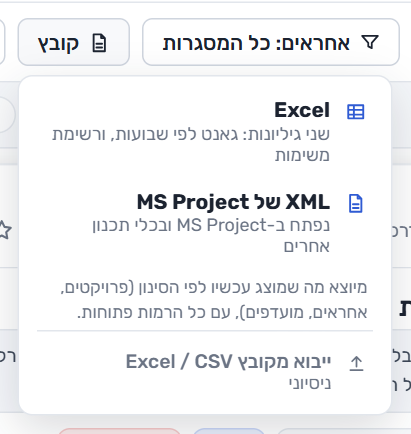 אחראים: כל המסגרות
קובץ
Excel
שני גיליונות: גאנט לפי שבועות, ורשימת
משימות
XML של MS Project
נפתח ב-MS Project ובכלי תכנון
אחרים
מיוצא מה שמוצג עכשיו לפי הסינון (פרויקטים,
אחראים, מועדפים), עם כל הרמות פתוחות.
ייבוא מקובץ Excel / CSV
ניסיוני